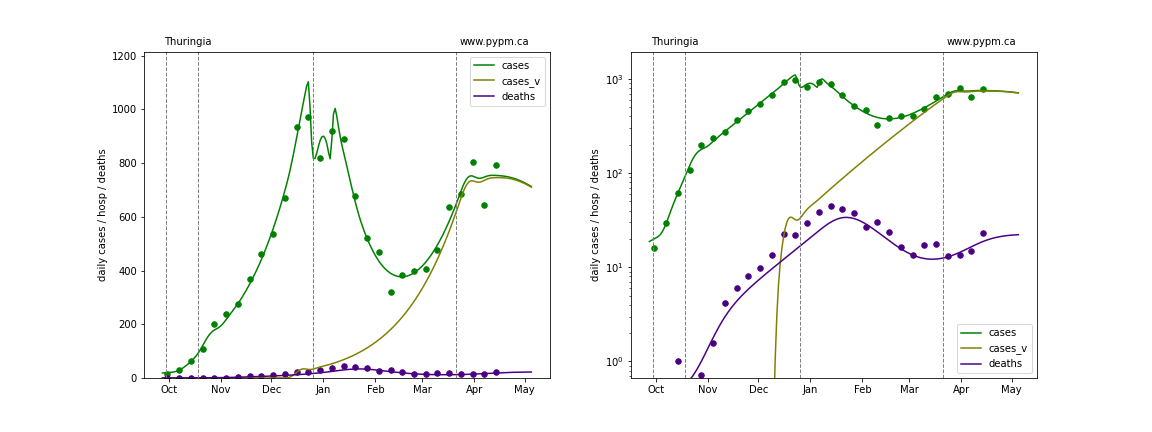 Thuringia
www.pypm.ca
1200
1000
800
600
400
200
0
daily cases / hosp / deaths
cases
cases_v
deaths
Oct Nov Dec Jan Feb Mar Apr May
Thuringia
www.pypm.ca
10³
10²
10¹
10⁰
daily cases / hosp / deaths
cases
cases_v
deaths
Oct Nov Dec Jan Feb Mar Apr May